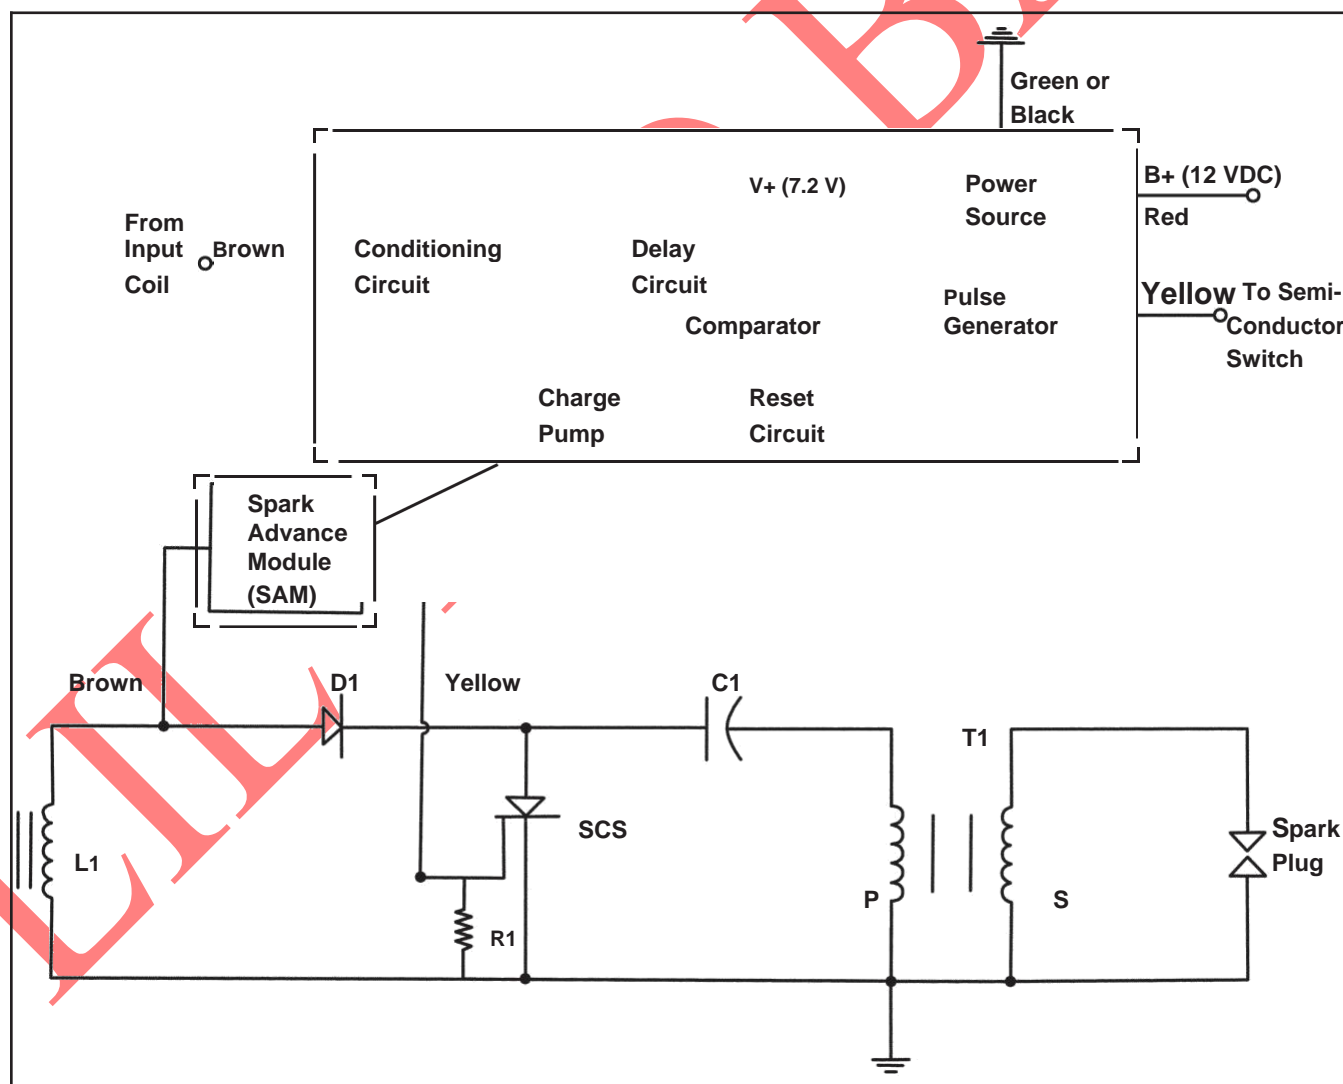 Green or
Black
V+ (7.2 V)
Power
Source
B+ (12 VDC)
Red
From
Input
Coil
Brown
Conditioning
Circuit
Delay
Circuit
Comparator
Pulse
Generator
Yellow To Semi-
Conductor
Switch
Charge
Pump
Reset
Circuit
Spark
Advance
Module
(SAM)
Brown
D1
Yellow
C1
T1
L1
SCS
R1
P
S
Spark
Plug